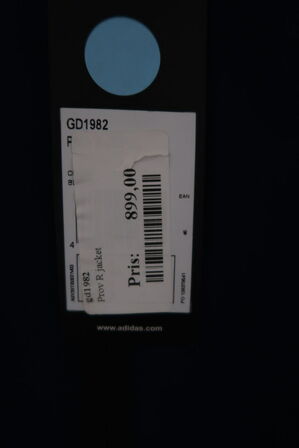 GD1982
F
EAN
gd1982
Prov R jacket
Pris: 899,00
www.adidas.com